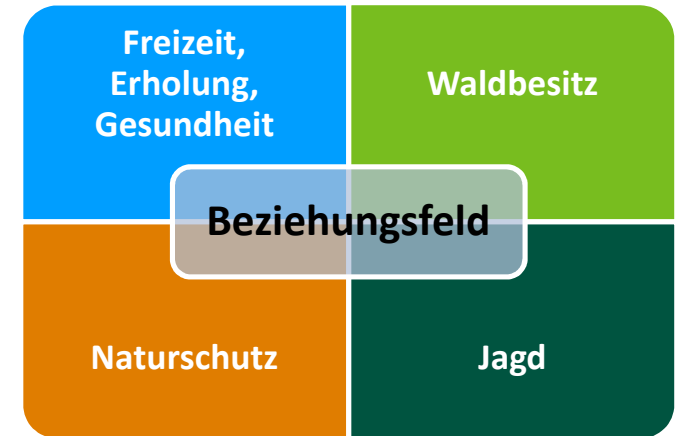 Freizeit,
Erholung,
Gesundheit
Waldbesitz
Beziehungsfeld
Naturschutz
Jagd